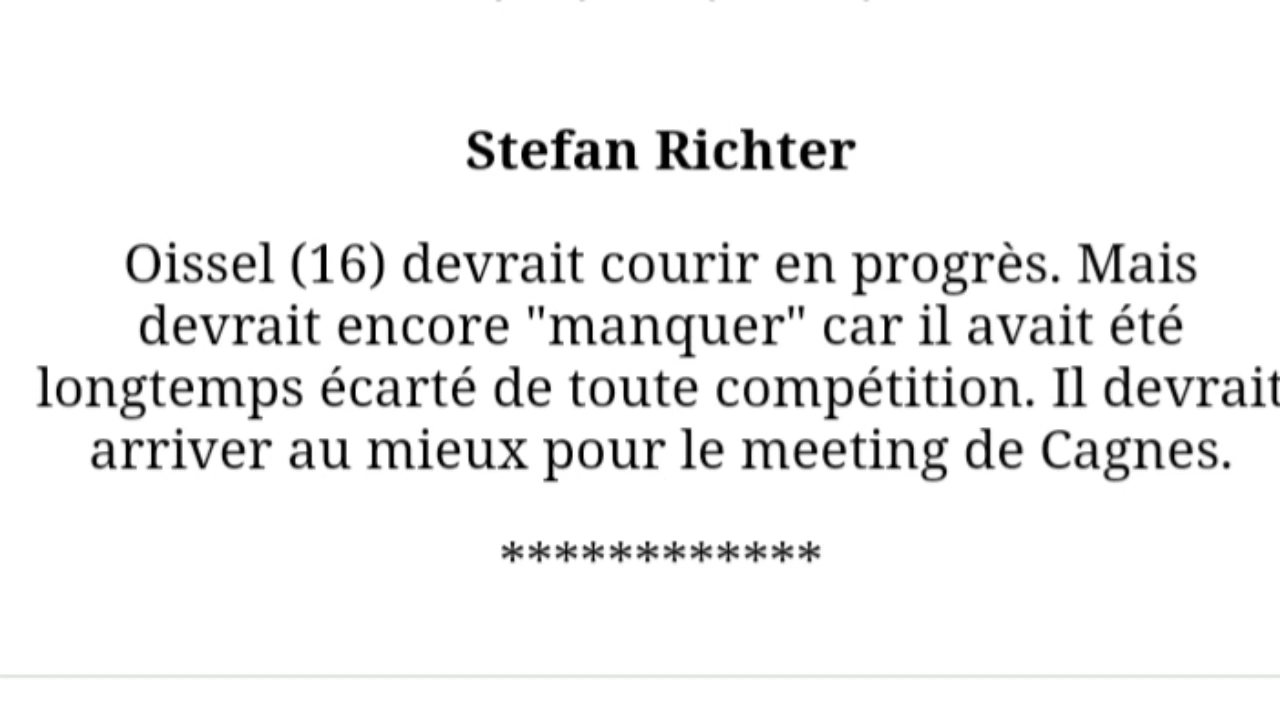 Stefan Richter
Oissel (16) devrait courir en progrès. Mais
devrait encore "manquer" car il avait été
longtemps écarté de toute compétition. Il devrait
arriver au mieux pour le meeting de Cagnes.
************